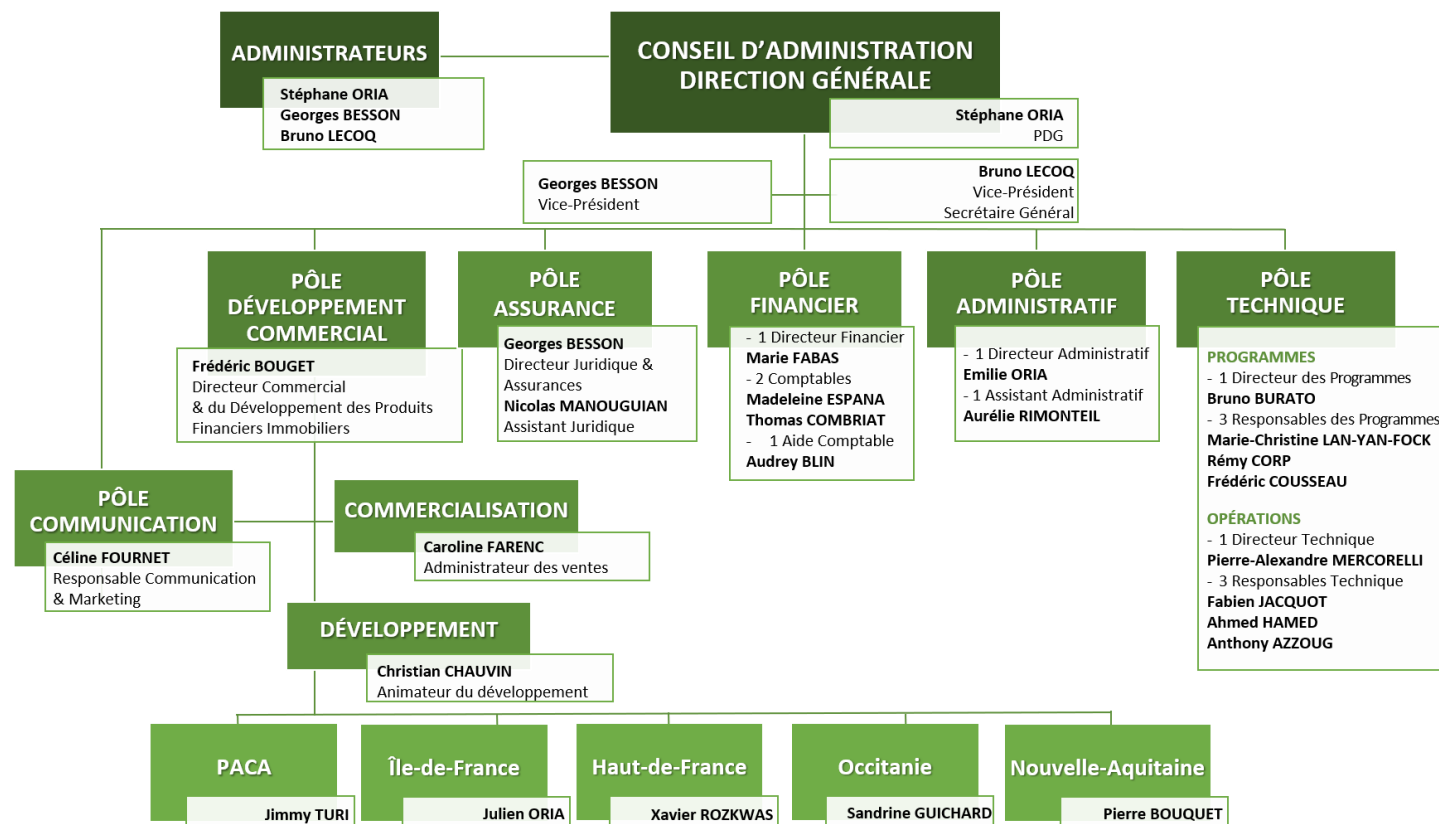 ADMINISTRATEURS
Stéphane ORIA
Georges BESSON
Bruno LECOQ
CONSEIL D'ADMINISTRATION
DIRECTION GÉNÉRALE
Stéphane ORIA
PDG
Georges BESSON
Vice-Président
Bruno LECOQ
Vice-Président
Secrétaire Général
PÔLE
DÉVELOPPEMENT
COMMERCIAL
Frédéric BOUGET
Directeur Commercial
& du Développement des Produits
Financiers Immobiliers
PÔLE
ASSURANCE
Georges BESSON
Directeur Juridique &
Assurances
Nicolas MANOUGUIAN
Assistant Juridique
PÔLE
FINANCIER
- 1 Directeur Financier
Marie FABAS
- 2 Comptables
Madeleine ESPANA
Thomas COMBRIAT
- 1 Aide Comptable
Audrey BLIN
PÔLE
ADMINISTRATIF
- 1 Directeur Administratif
Emilie ORIA
- 1 Assistant Administratif
Aurélie RIMONTEIL
PÔLE
TECHNIQUE
PROGRAMMES
- 1 Directeur des Programmes
Bruno BURATO
- 3 Responsables des Programmes
Marie-Christine LAN-YAN-FOCK
Rémy CORP
Frédéric COUSSEAU
OPÉRATIONS
- 1 Directeur Technique
Pierre-Alexandre MERCORELLI
- 3 Responsables Technique
Fabien JACQUOT
Ahmed HAMED
Anthony AZZOUG
PÔLE
COMMUNICATION
Céline FOURNET
Responsable Communication
& Marketing
COMMERCIALISATION
Caroline FARENC
Administrateur des ventes
DÉVELOPPEMENT
Christian CHAUVIN
Animateur du développement
PACA
Jimmy TURI
Île-de-France
Julien ORIA
Haut-de-France
Xavier ROZKWAS
Occitanie
Sandrine GUICHARD
Nouvelle-Aquitaine
Pierre BOUQUET